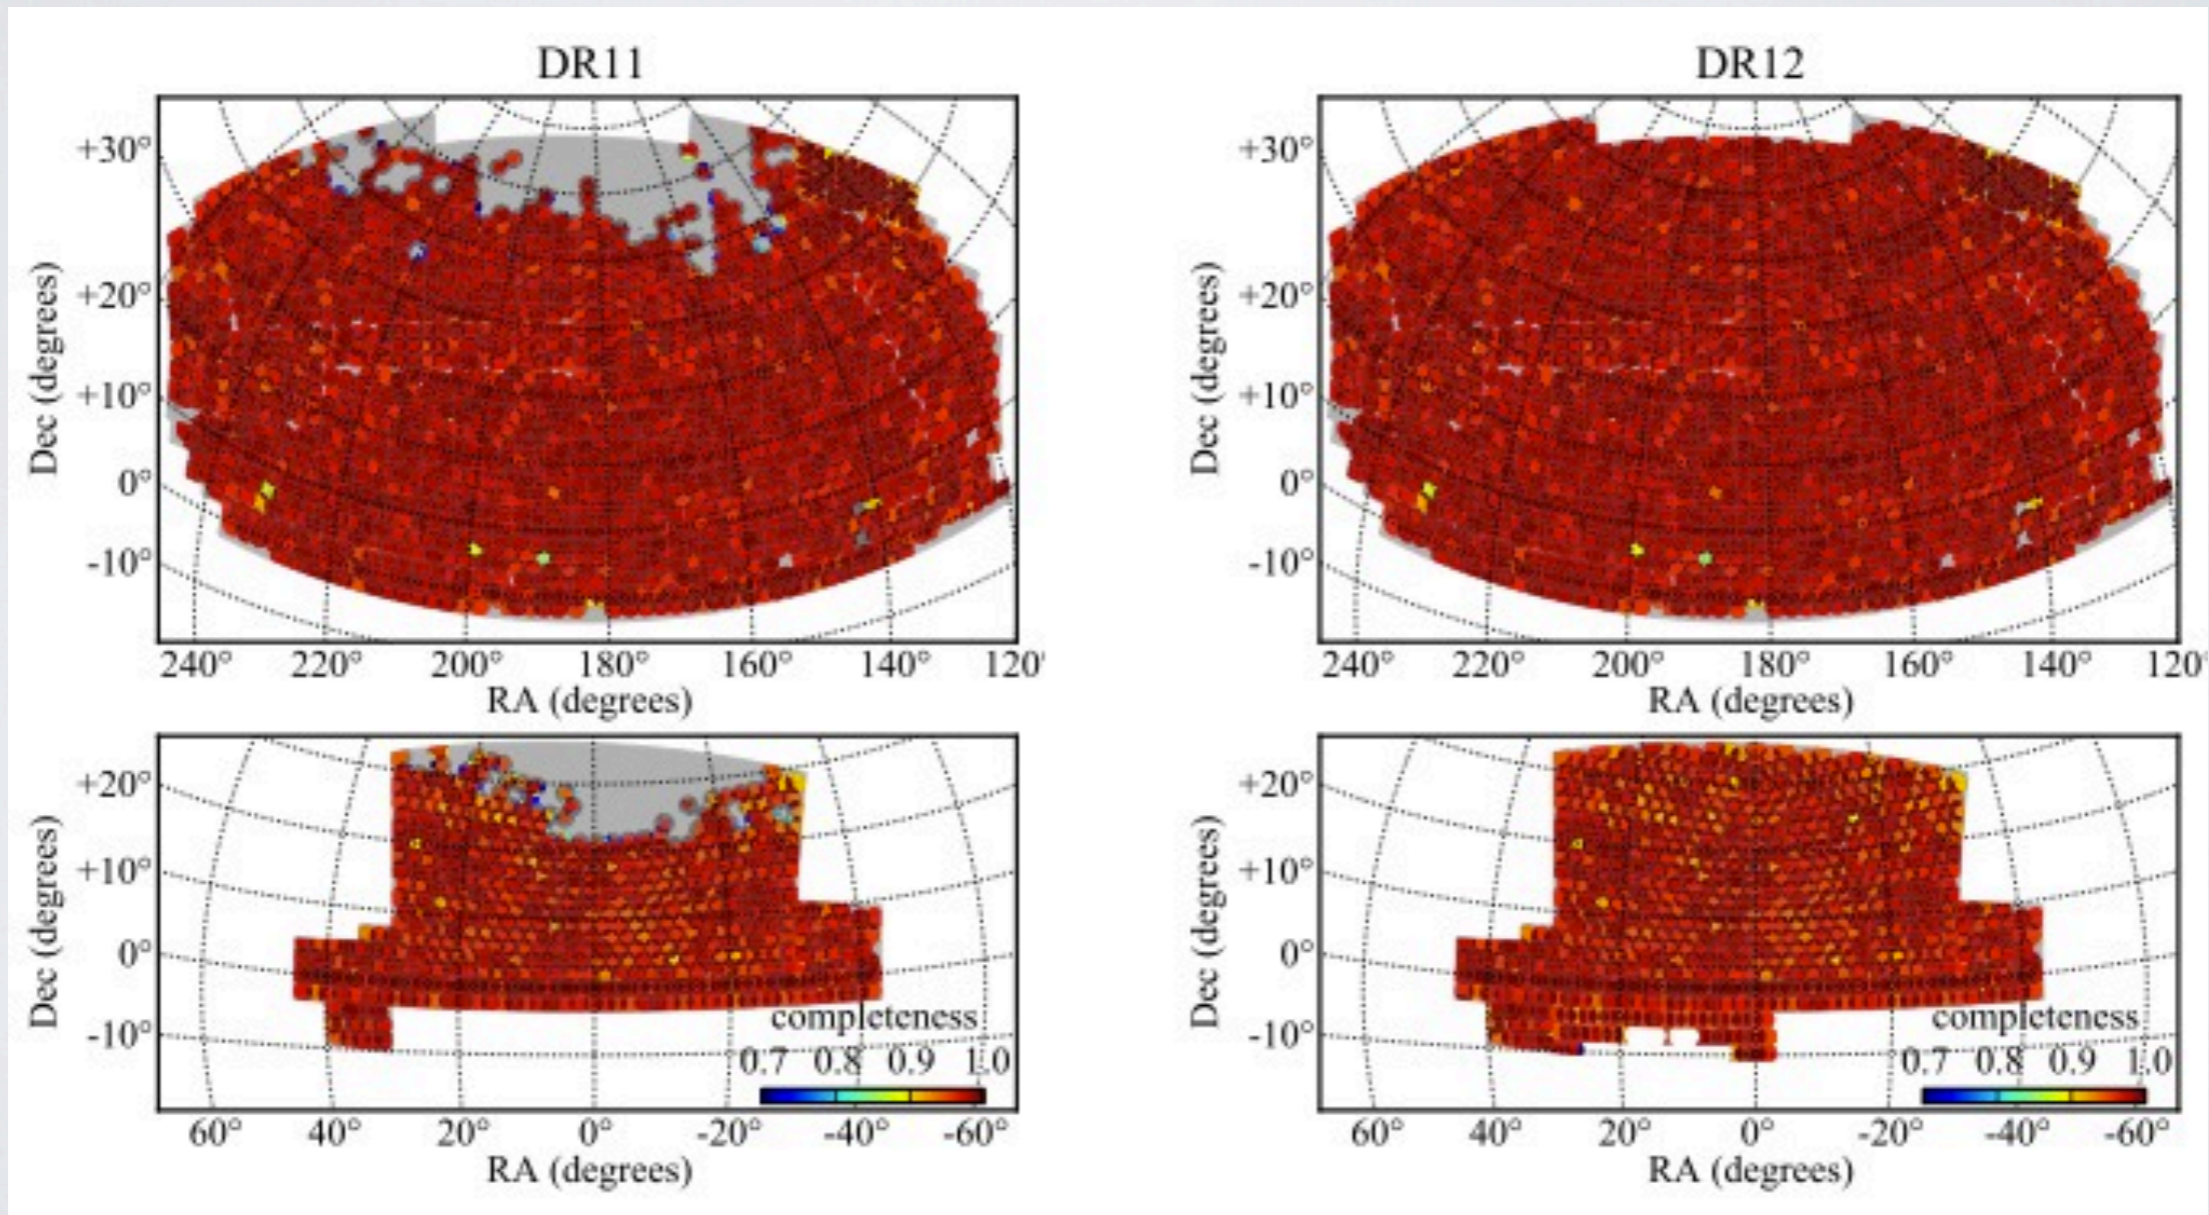 DR11
+30°
+20°
+10°
0°
-10°
Dec (degrees)
240° 220° 200° 180° 160° 140° 120°
RA (degrees)
DR12
+30°
+20°
+10°
0°
-10°
Dec (degrees)
240° 220° 200° 180° 160° 140° 120°
RA (degrees)
+20°
+10°
0°
-10°
Dec (degrees)
completeness
0.7 0.8 0.9 1.0
60° 40° 20° 0° -20° -40° -60°
RA (degrees)
+20°
+10°
0°
-10°
Dec (degrees)
completeness
0.7 0.8 0.9 1.0
60° 40° 20° 0° -20° -40° -60°
RA (degrees)